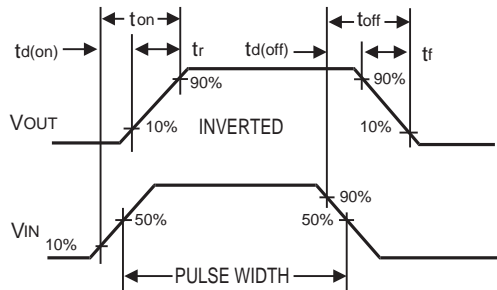 ton toff
td(on) tr td(off) tf
90% 90%
VOUT 10% INVERTED 10%
90%
VIN 50% 50%
10%
PULSE WIDTH